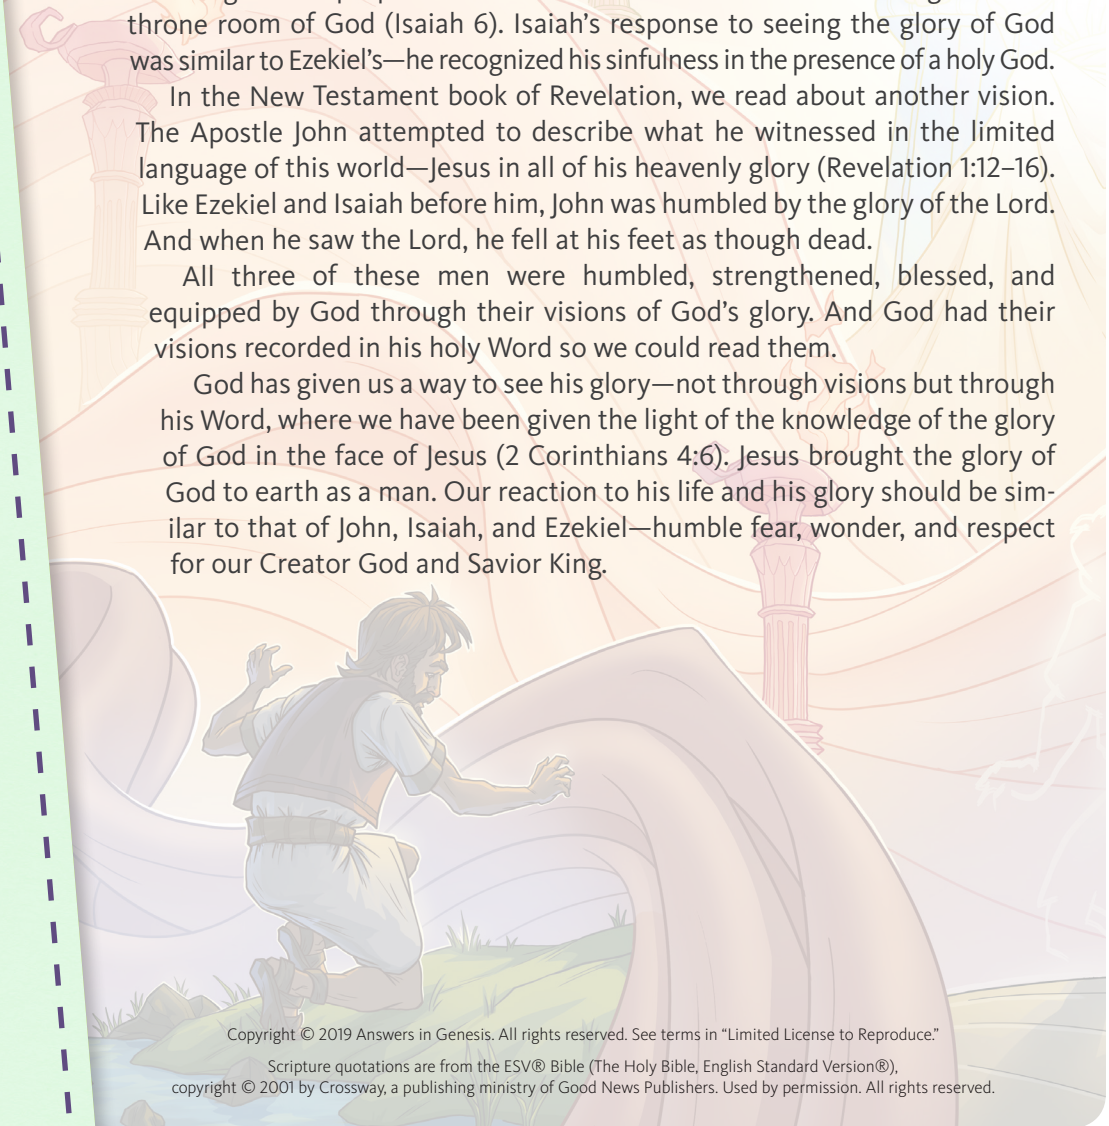 throne room of God (Isaiah 6). Isaiah’s response to seeing the glory of God
was similar to Ezekiel’s—he recognized his sinfulness in the presence of a holy God.
In the New Testament book of Revelation, we read about another vision.
The Apostle John attempted to describe what he witnessed in the limited
language of this world—Jesus in all of his heavenly glory (Revelation 1:12–16).
Like Ezekiel and Isaiah before him, John was humbled by the glory of the Lord.
And when he saw the Lord, he fell at his feet as though dead.
All three of these men were humbled, strengthened, blessed, and
equipped by God through their visions of God’s glory. And God had their
visions recorded in his holy Word so we could read them.
God has given us a way to see his glory—not through visions but through
his Word, where we have been given the light of the knowledge of the glory
of God in the face of Jesus (2 Corinthians 4:6). Jesus brought the glory of
God to earth as a man. Our reaction to his life and his glory should be sim-
ilar to that of John, Isaiah, and Ezekiel—humble fear, wonder, and respect
for our Creator God and Savior King.
Copyright © 2019 Answers in Genesis. All rights reserved. See terms in “Limited License to Reproduce.”
Scripture quotations are from the ESV® Bible (The Holy Bible, English Standard Version®),
copyright © 2001 by Crossway, a publishing ministry of Good News Publishers. Used by permission. All rights reserved.